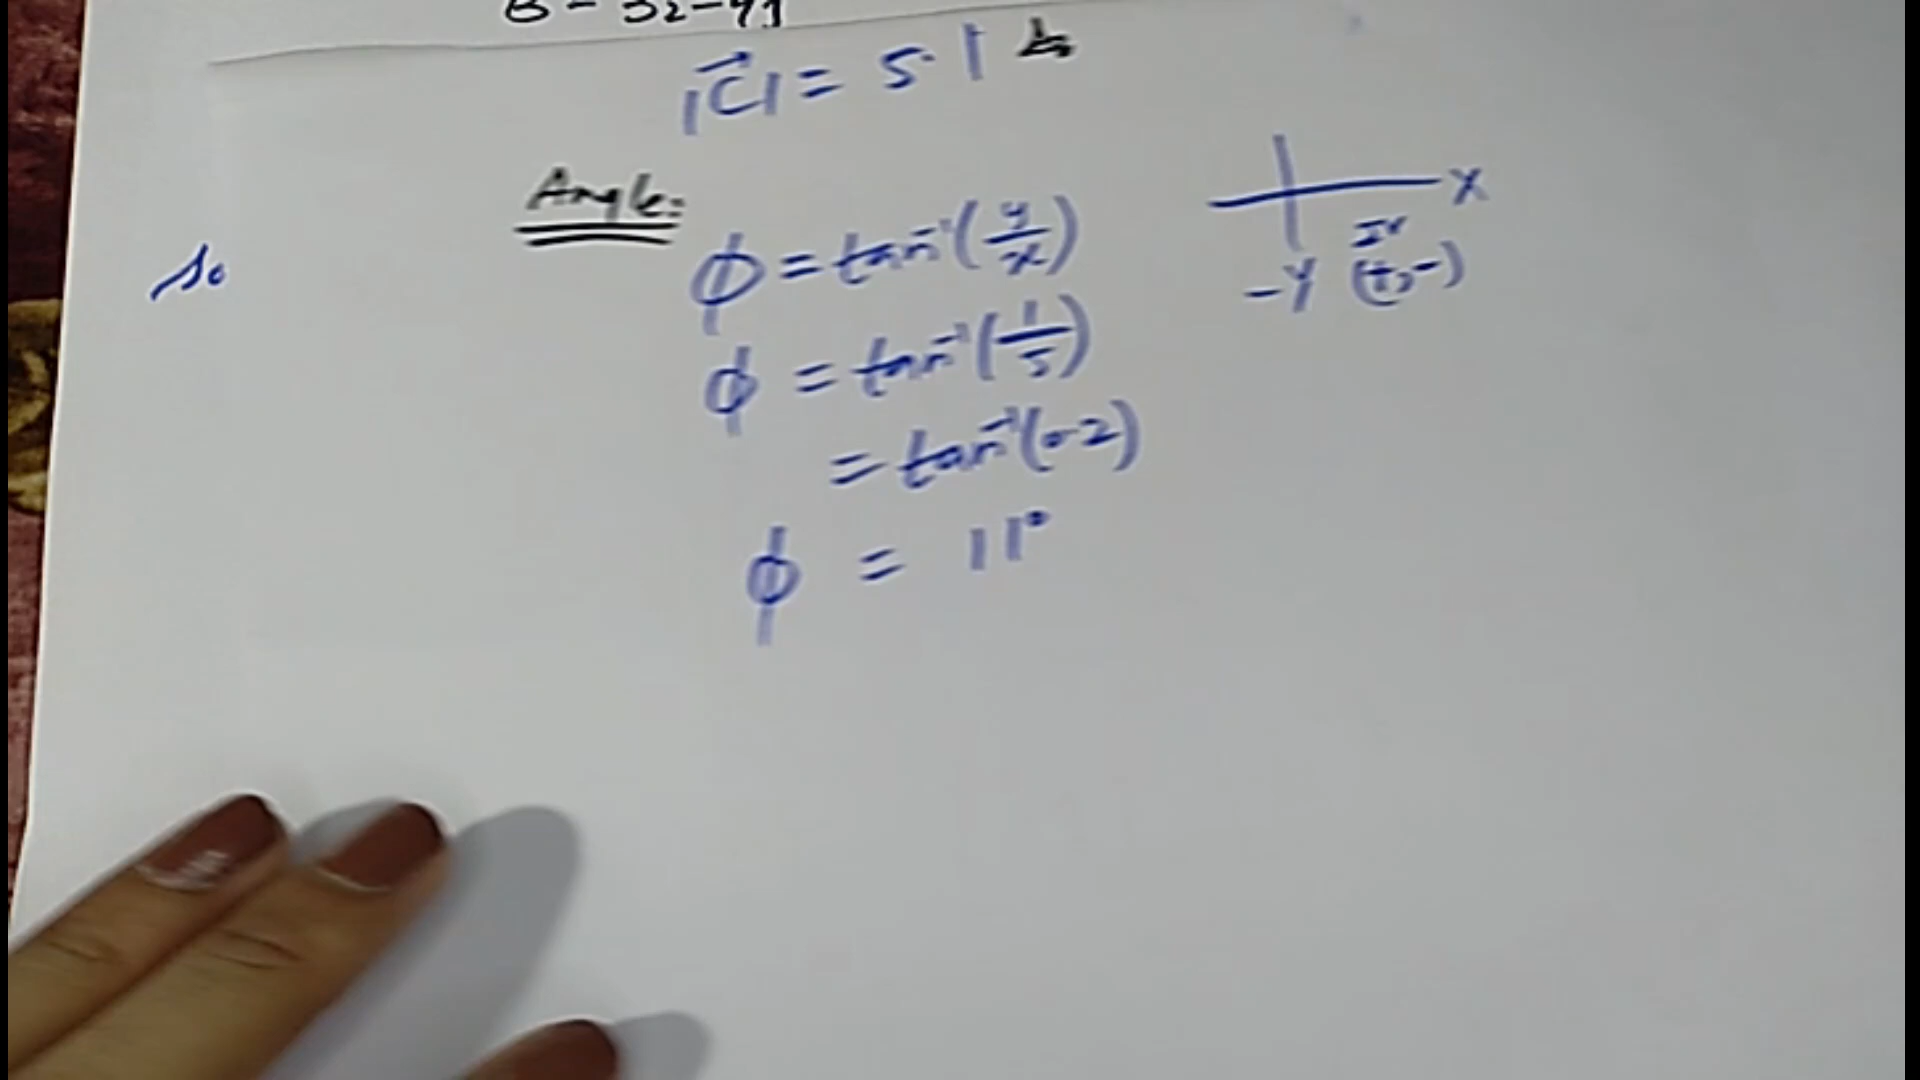 |C⃗| = 5.1
Angle:
X
φ = tan⁻¹(y/x)
-Y (+,-)
So
φ = tan⁻¹(1/5)
= tan⁻¹(0.2)
φ = 11°